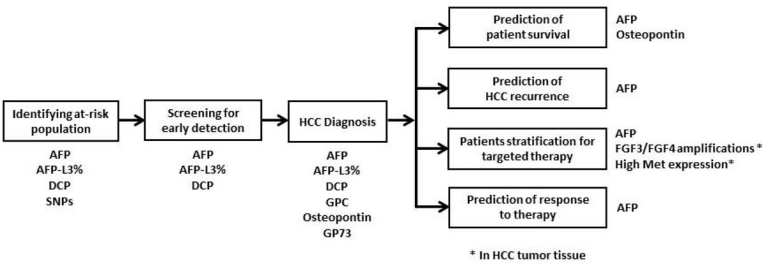 Identifying at-risk
population
AFP
AFP-L3%
DCP
SNPs
Screening for
early detection
AFP
AFP-L3%
DCP
HCC Diagnosis
AFP
AFP-L3%
DCP
GPC
Osteopontin
GP73
Prediction of
patient survival
AFP
Osteopontin
Prediction of
HCC recurrence
AFP
Patients stratification for
targeted therapy
AFP
FGF3/FGF4 amplifications *
High Met expression*
Prediction of response
to therapy
AFP
* In HCC tumor tissue